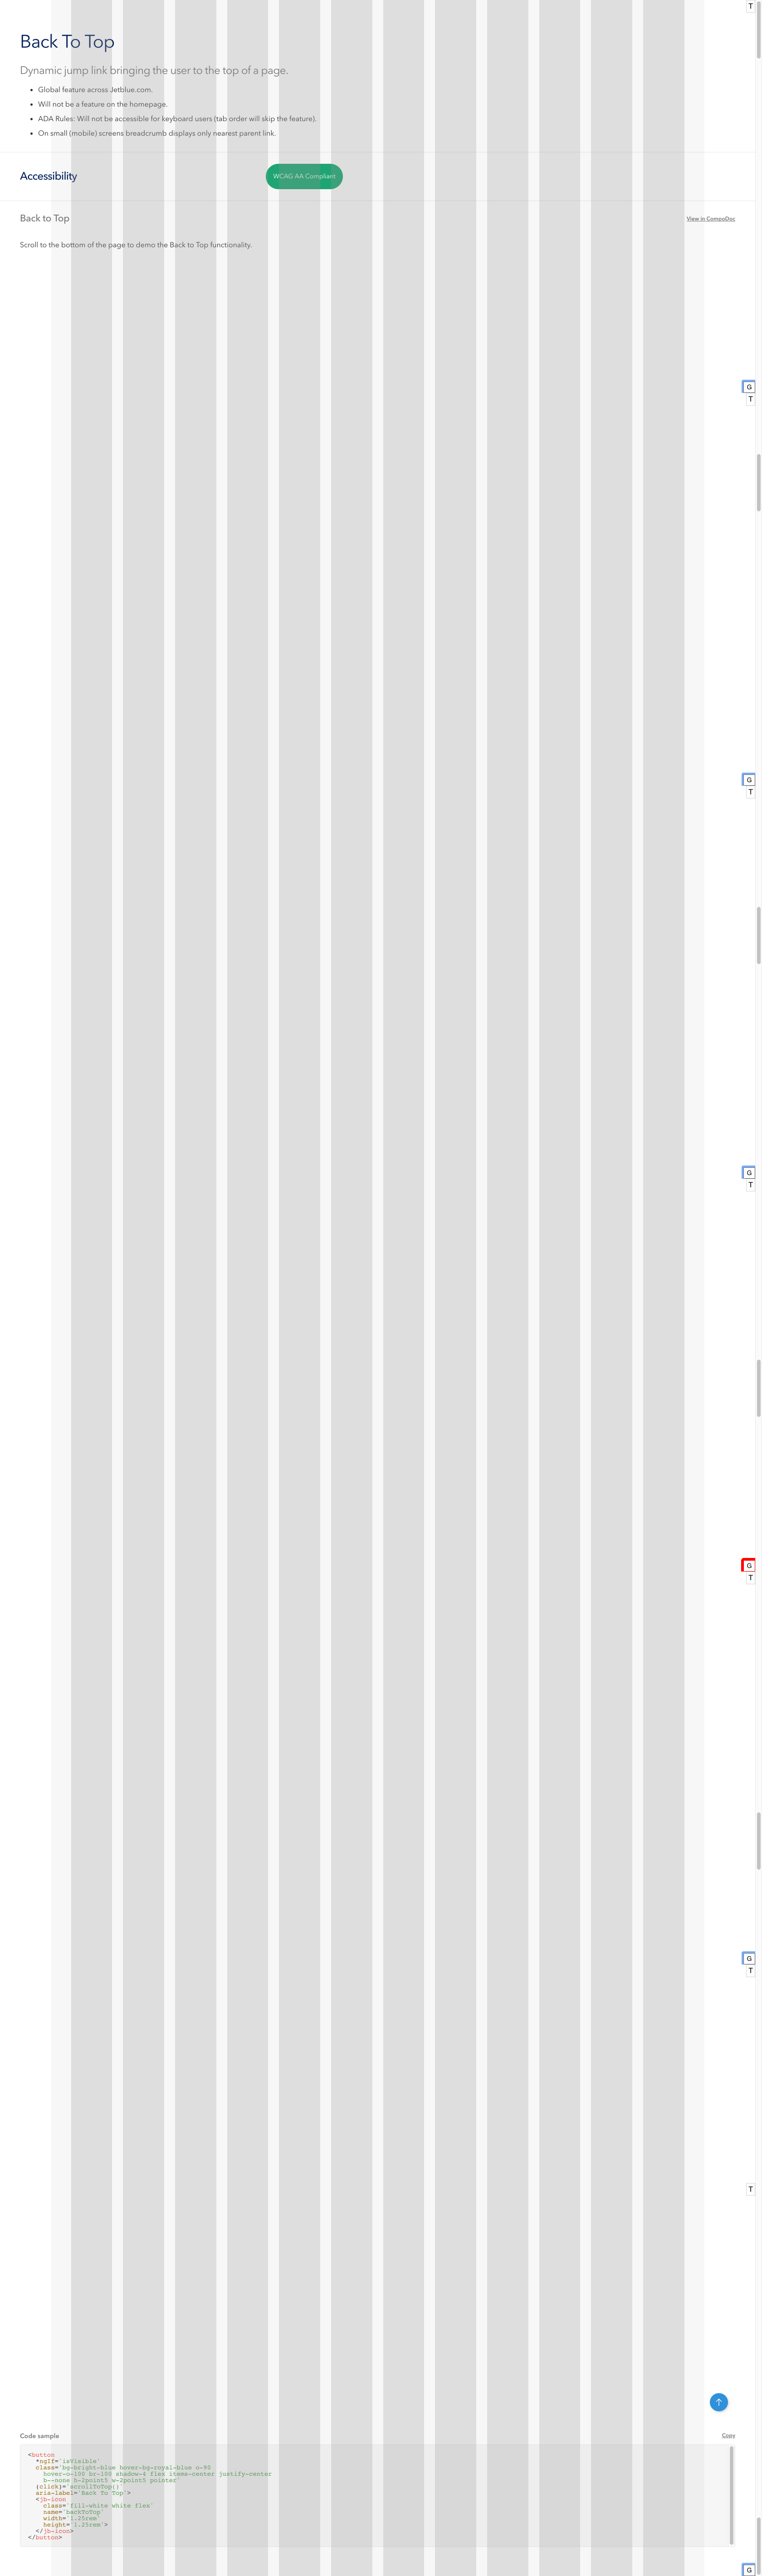 T
Back To Top
Dynamic jump link bringing the user to the top of a page.
Global feature across Jetblue.com.
Will not be a feature on the homepage.
ADA Rules: Will not be accessible for keyboard users (tab order will skip the feature).
On small (mobile) screens breadcrumb displays only nearest parent link.
Accessibility
WCAG AA Compliant
Back to Top
View in CompoDoc
Scroll to the bottom of the page to demo the Back to Top functionality.
G
T
G
T
G
T
G
T
G
T
T
Code sample
Copy
<button
*ngIf="isVisible"
class="bg-bright-blue hover-bg-royal-blue o-90
hover-o-100 br-100 shadow-4 flex items-center justify-center
b--none h-2point5 w-2point5 pointer"
(click)="scrollToTop()"
aria-label="Back To Top">
<jb-icon
class="fill-white white flex"
name="backToTop"
width="1.25rem"
height="1.25rem">
</jb-icon>
</button>
G